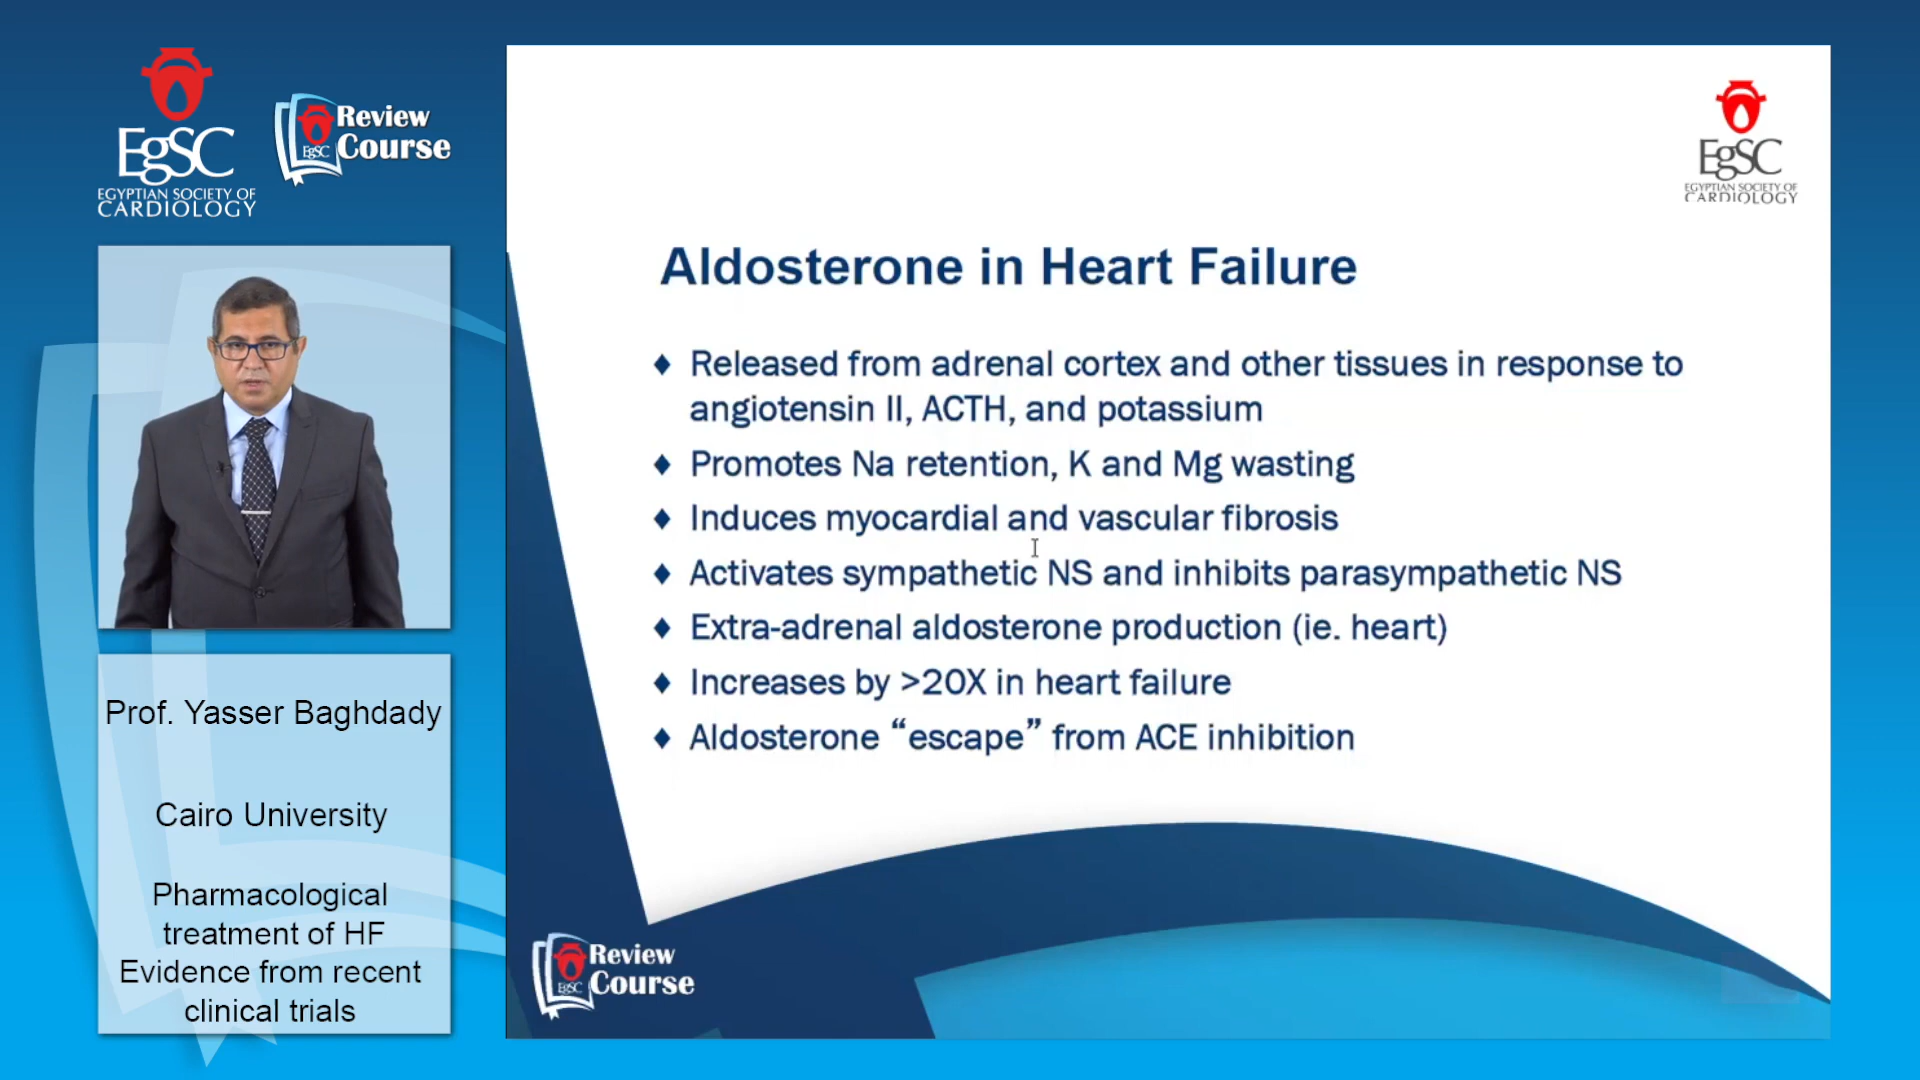 EgSC
EGYPTIAN SOCIETY OF
CARDIOLOGY
EgSC
Review
Course
Prof. Yasser Baghdady
Cairo University
Pharmacological
treatment of HF
Evidence from recent
clinical trials
EgSC
EGYPTIAN SOCIETY OF
CARDIOLOGY
Aldosterone in Heart Failure
♦ Released from adrenal cortex and other tissues in response to
angiotensin II, ACTH, and potassium
♦ Promotes Na retention, K and Mg wasting
♦ Induces myocardial and vascular fibrosis
♦ Activates sympathetic NS and inhibits parasympathetic NS
♦ Extra-adrenal aldosterone production (ie. heart)
♦ Increases by >20X in heart failure
♦ Aldosterone “escape” from ACE inhibition
EgSC
Review
Course